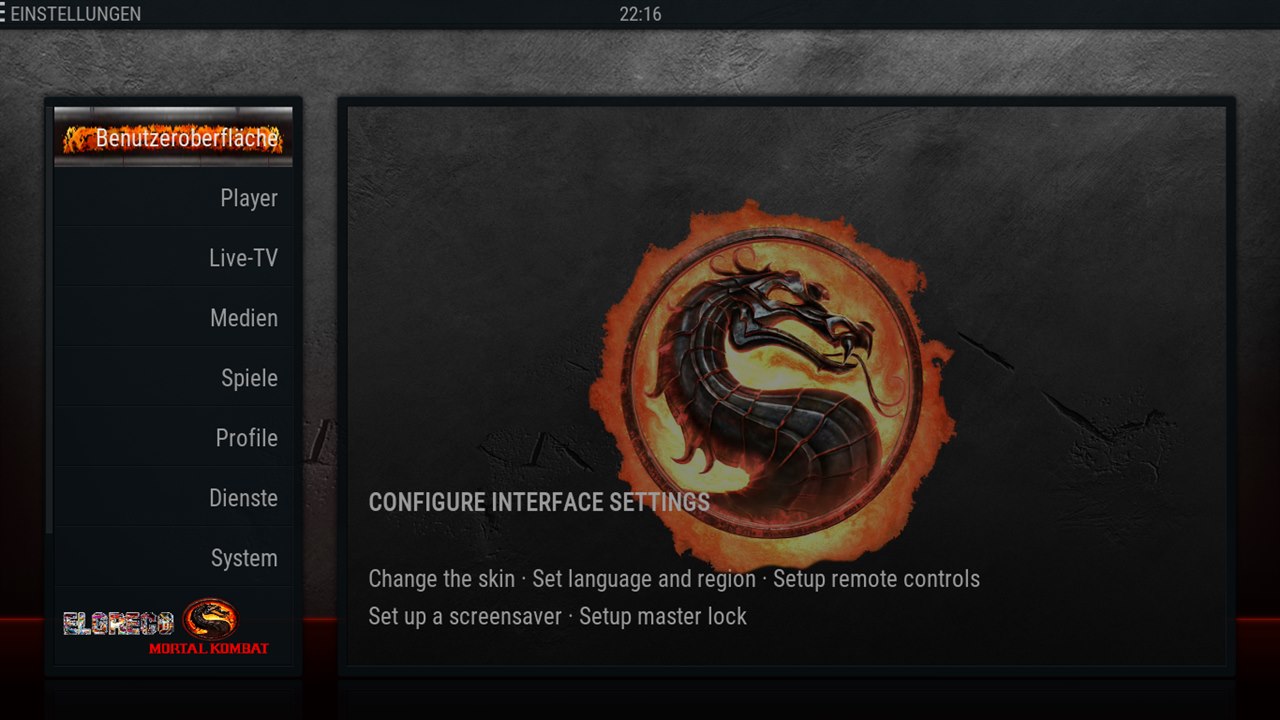 EINSTELLUNGEN
22:16
Benutzeroberfläche
Player
Live-TV
Medien
Spiele
Profile
Dienste
System
ELGRECO
MORTAL KOMBAT
CONFIGURE INTERFACE SETTINGS
Change the skin · Set language and region · Setup remote controls
Set up a screensaver · Setup master lock